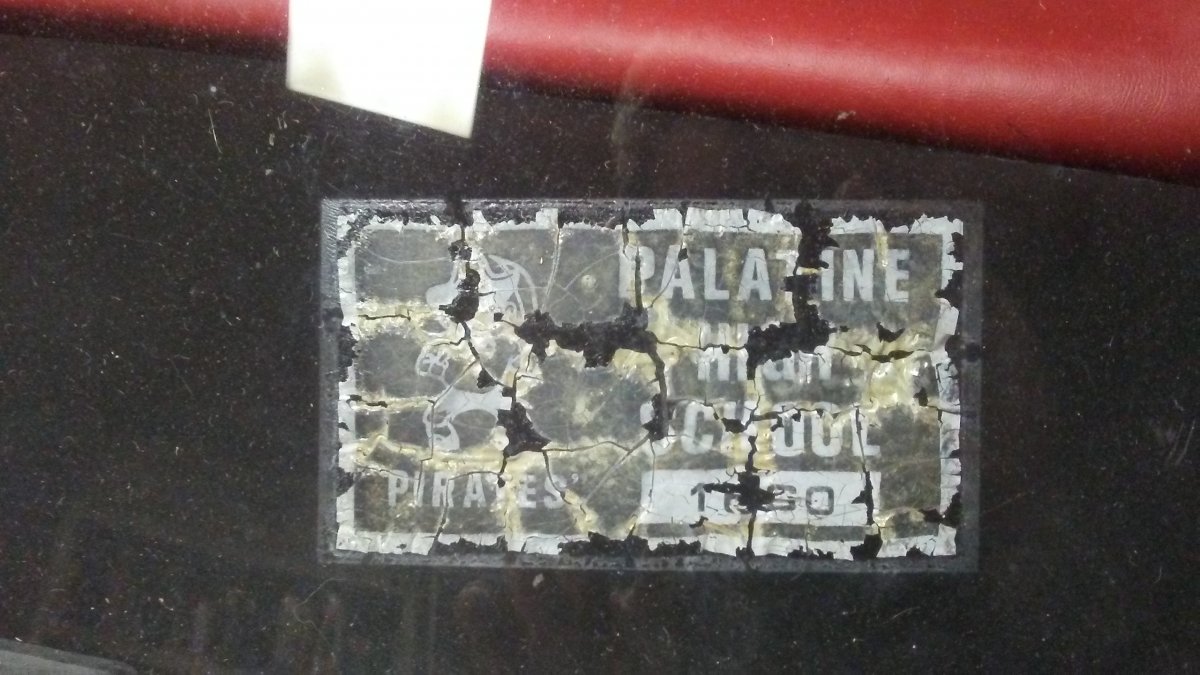 PALATINE
HIGH
SCHOOL
PIRATES'